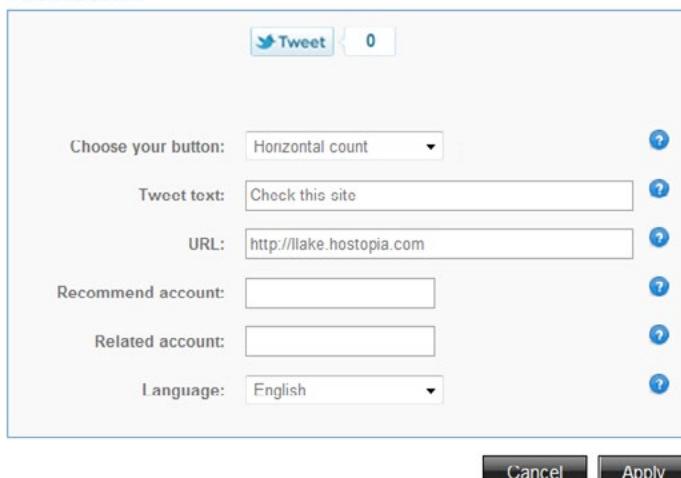 Tweet 0
Choose your button: Horizontal count
Tweet text: Check this site
URL: http://llake.hostopia.com
Recommend account:
Related account:
Language: English
Cancel Apply